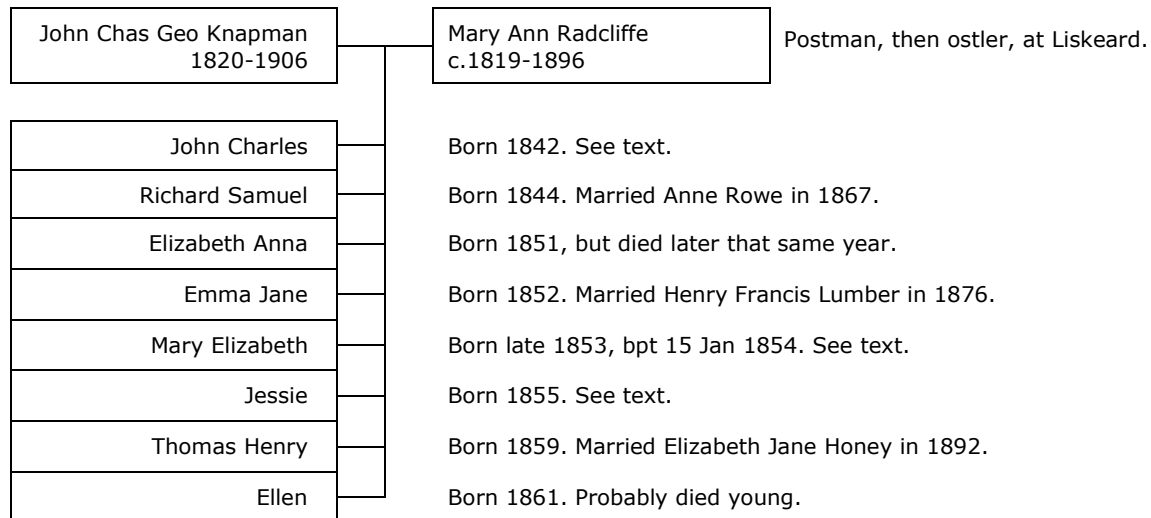 John Chas Geo Knapman
1820-1906
Mary Ann Radcliffe
c.1819-1896
Postman, then ostler, at Liskeard.
John Charles Born 1842. See text.
Richard Samuel Born 1844. Married Anne Rowe in 1867.
Elizabeth Anna Born 1851, but died later that same year.
Emma Jane Born 1852. Married Henry Francis Lumber in 1876.
Mary Elizabeth Born late 1853, bpt 15 Jan 1854. See text.
Jessie Born 1855. See text.
Thomas Henry Born 1859. Married Elizabeth Jane Honey in 1892.
Ellen Born 1861. Probably died young.